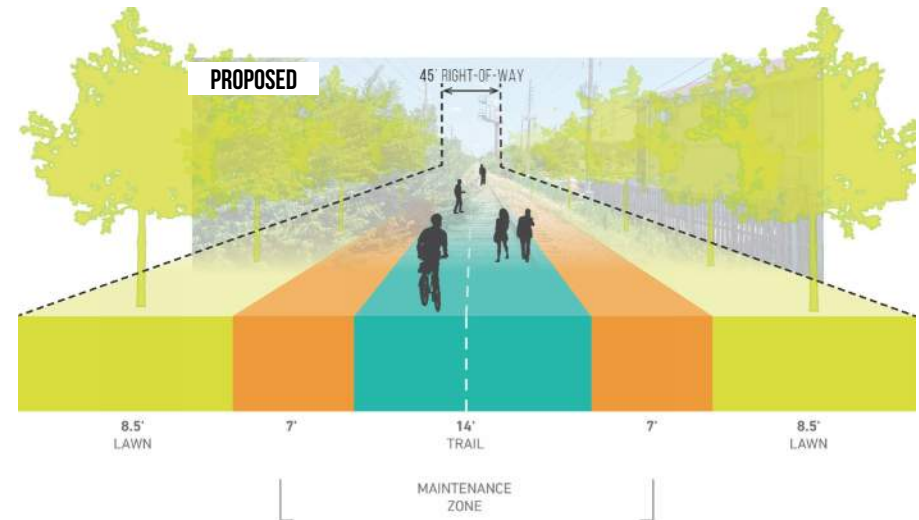 PROPOSED
45' RIGHT-OF-WAY
8.5' 7' 14' 7' 8.5'
LAWN TRAIL LAWN
MAINTENANCE
ZONE